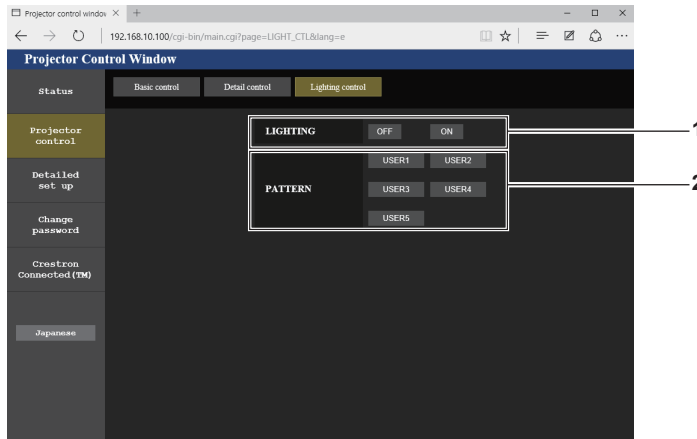 Projector control window
192.168.10.100/cgi-bin/main.cgi?page=LIGHT_CTL&lang=e
Projector Control Window
Status
Basic control
Detail control
Lighting control
Projector
control
LIGHTING
OFF
ON
1
PATTERN
USER1
USER2
USER3
USER4
USER5
2
Detailed
set up
Change
password
Crestron
Connected(TM)
Japanese